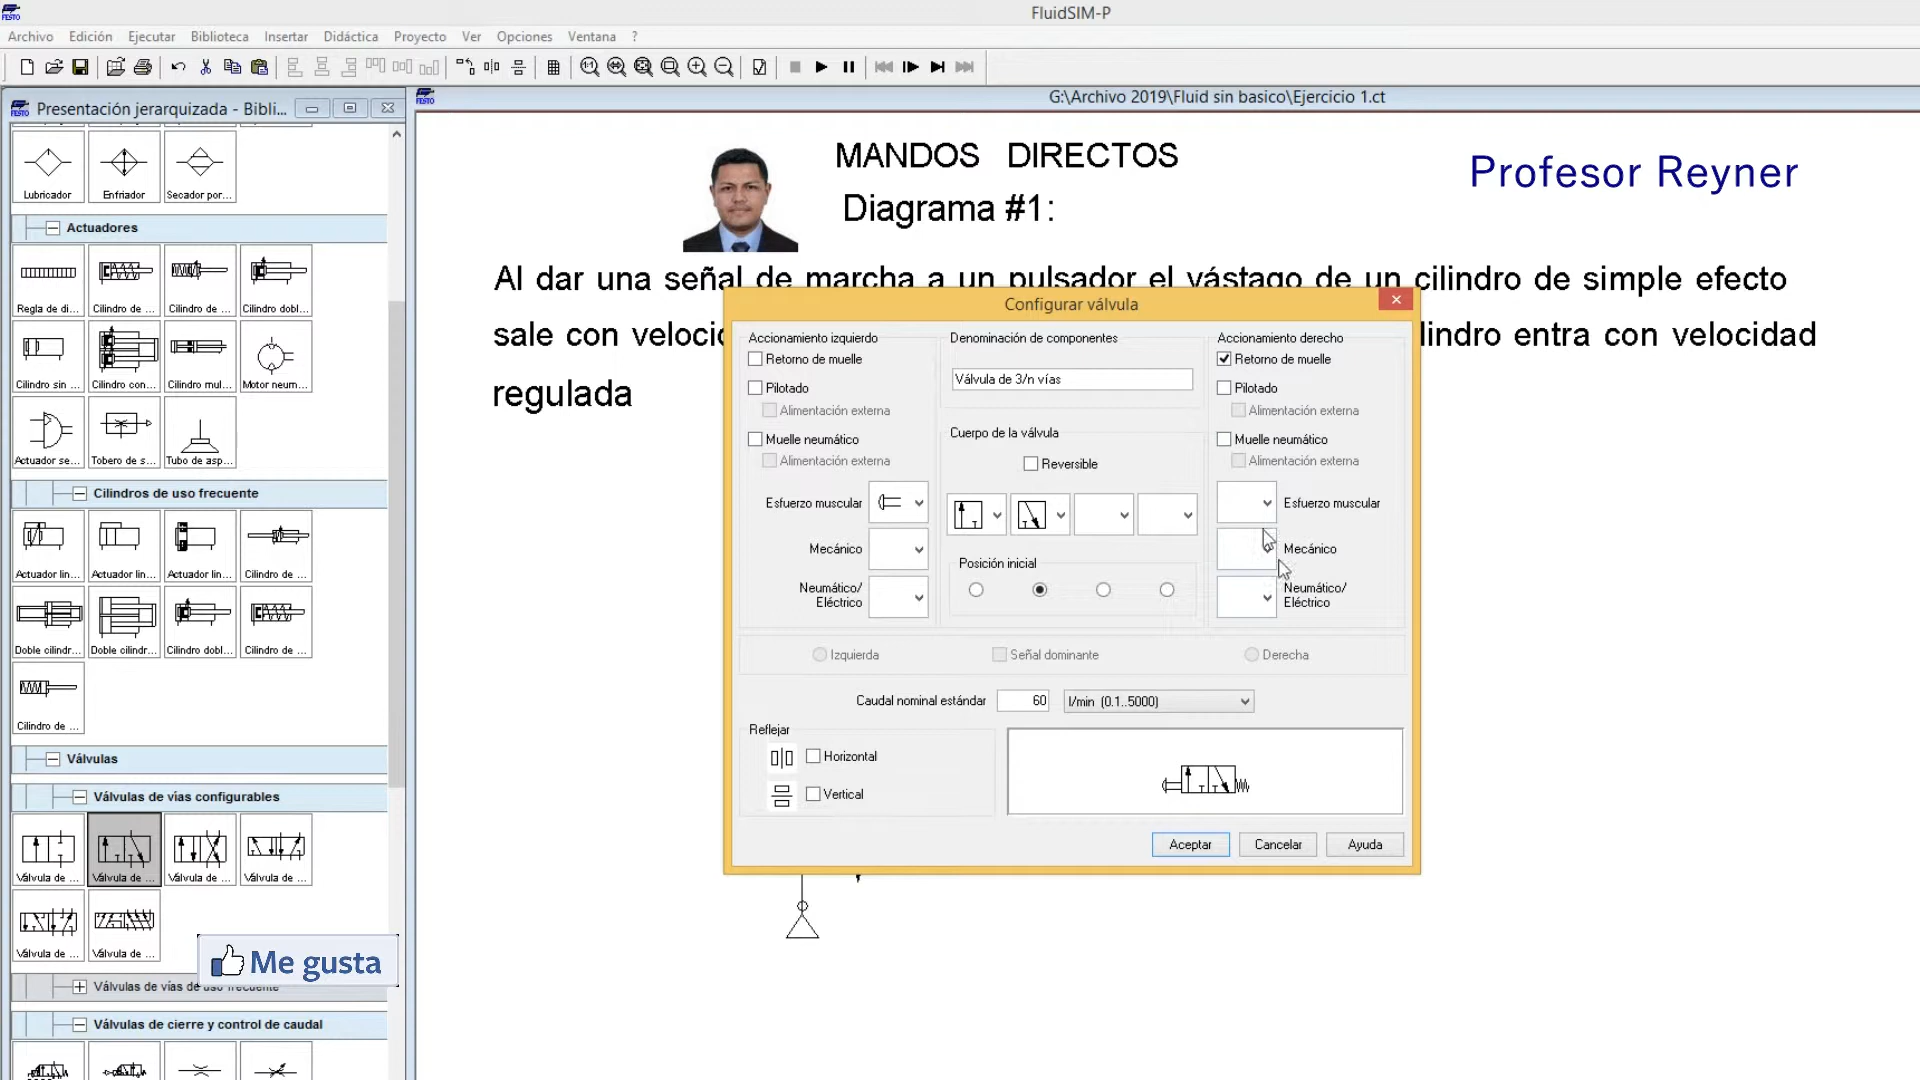 FluidSIM-P
Archivo Edición Ejecutar Biblioteca Insertar Didáctica Proyecto Ver Opciones Ventana ?
Presentación jerarquizada - Bibli...
G:\Archivo 2019\Fluid sin basico\Ejercicio 1.ct
Lubricador Enfriador Secador por...
Actuadores
Regla de di... Cilindro de ... Cilindro de ... Cilindro dobl...
Cilindro sin ... Cilindro con... Cilindro mul... Motor neum...
Actuador se... Tobero de s... Tubo de asp...
Cilindros de uso frecuente
Actuador lin... Actuador lin... Actuador lin... Cilindro de ...
Doble cilindr... Doble cilindr... Cilindro dobl... Cilindro de ...
Cilindro de ...
Válvulas
Válvulas de vías configurables
Válvula de ... Válvula de ... Válvula de ... Válvula de ...
Válvula de ... Válvula de ...
Me gusta
Válvulas de vías de uso frecuente
Válvulas de cierre y control de caudal
MANDOS DIRECTOS
Profesor Reyner
Diagrama #1:
Al dar una señal de marcha a un pulsador el vástago de un cilindro de simple efecto
sale con veloci lindro entra con velocidad
regulada
Configurar válvula
Accionamiento izquierdo Denominación de componentes Accionamiento derecho
Retorno de muelle Retorno de muelle
Válvula de 3/n vías
Pilotado Pilotado
Alimentación externa Alimentación externa
Cuerpo de la válvula
Muelle neumático Muelle neumático
Alimentación externa Reversible Alimentación externa
Esfuerzo muscular Esfuerzo muscular
Mecánico Mecánico
Posición inicial
Neumático/ Neumático/
Eléctrico Eléctrico
Izquierda Señal dominante Derecha
Caudal nominal estándar 60 l/min (0.1..5000)
Reflejar
Horizontal
Vertical
Aceptar Cancelar Ayuda